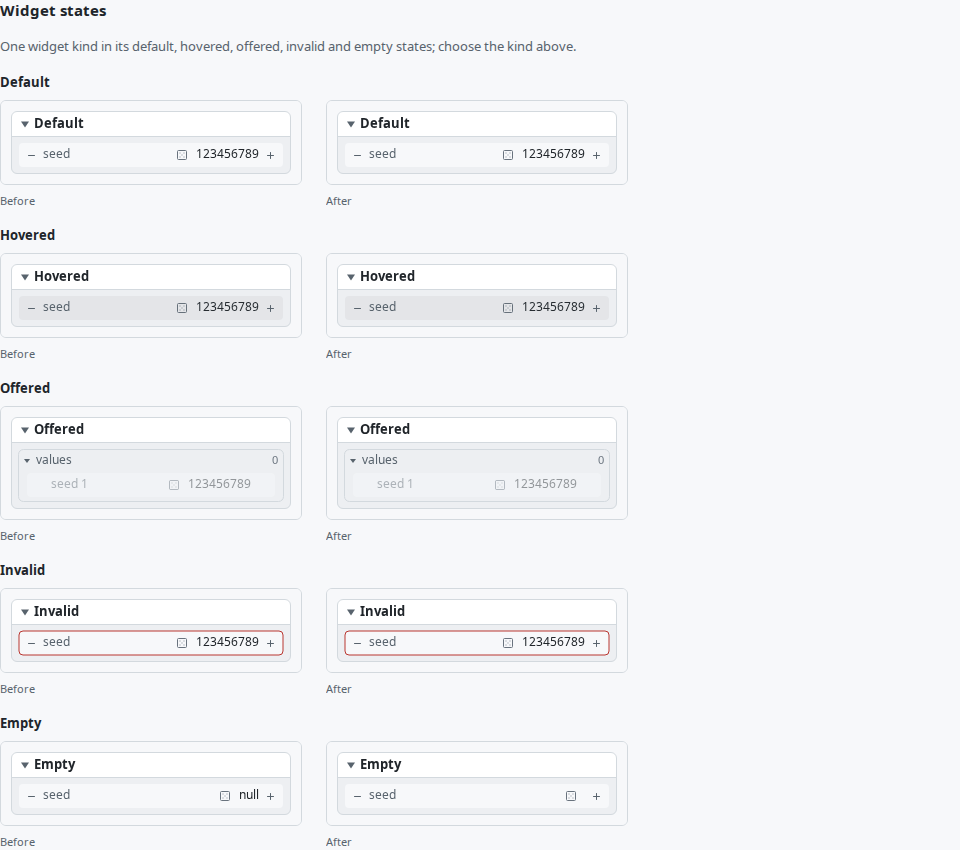 Widget states
One widget kind in its default, hovered, offered, invalid and empty states; choose the kind above.
Default
Default
– seed 123456789 +
Default
– seed 123456789 +
Before
After
Hovered
Hovered
– seed 123456789 +
Hovered
– seed 123456789 +
Before
After
Offered
Offered
values 0
seed 1 123456789
Offered
values 0
seed 1 123456789
Before
After
Invalid
Invalid
– seed 123456789 +
Invalid
– seed 123456789 +
Before
After
Empty
Empty
– seed null +
Empty
– seed +
Before
After